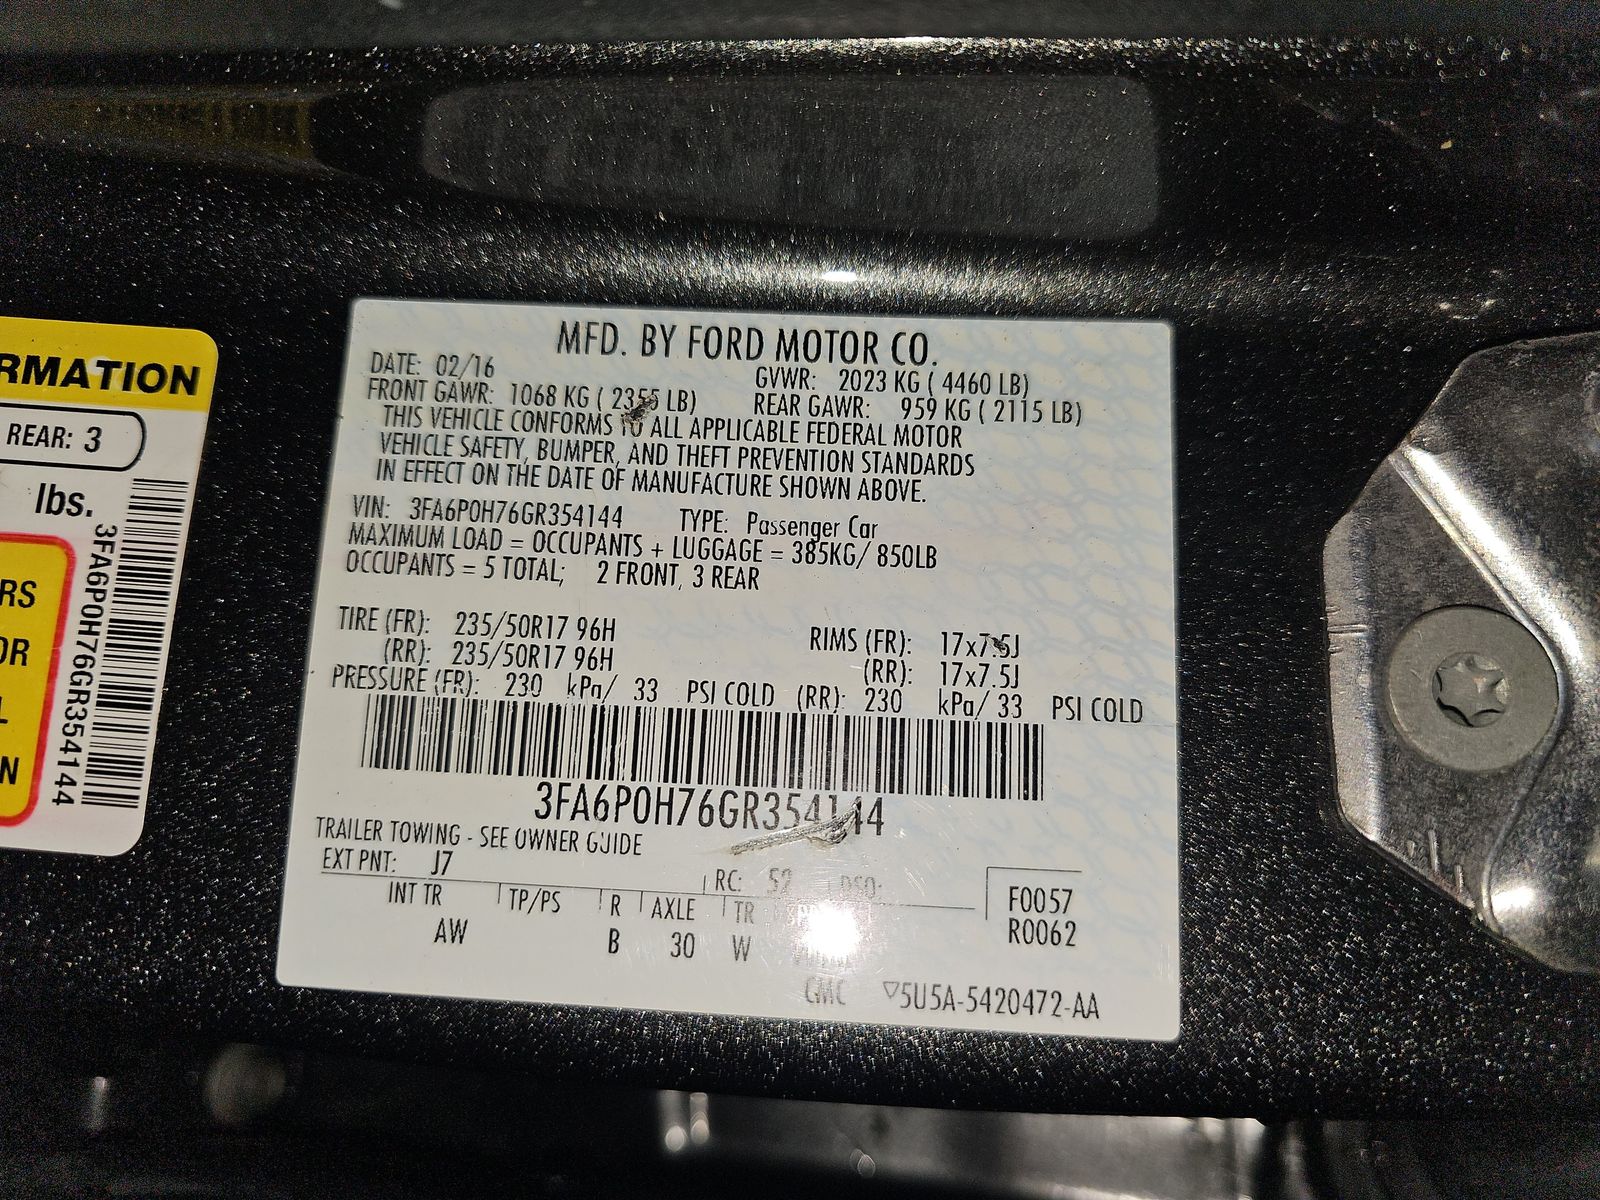 RMATION
REAR: 3
lbs.
RS
OR
L
N
3FA6P0H76GR354144
MFD. BY FORD MOTOR CO.
DATE: 02/16
GVWR: 2023 KG ( 4460 LB)
FRONT GAWR: 1068 KG ( 2355 LB)
REAR GAWR: 959 KG ( 2115 LB)
THIS VEHICLE CONFORMS TO ALL APPLICABLE FEDERAL MOTOR
VEHICLE SAFETY, BUMPER, AND THEFT PREVENTION STANDARDS
IN EFFECT ON THE DATE OF MANUFACTURE SHOWN ABOVE.
VIN: 3FA6P0H76GR354144 TYPE: Passenger Car
MAXIMUM LOAD = OCCUPANTS + LUGGAGE = 385KG/ 850LB
OCCUPANTS = 5 TOTAL; 2 FRONT, 3 REAR
TIRE (FR): 235/50R17 96H RIMS (FR): 17x7.5J
(RR): 235/50R17 96H (RR): 17x7.5J
PRESSURE (FR): 230 kPa/ 33 PSI COLD (RR): 230 kPa/ 33 PSI COLD
3FA6P0H76GR354144
TRAILER TOWING - SEE OWNER GUIDE
EXT PNT: J7 RC: 52 DSO:
INT TR TP/PS R AXLE TR
AW B 30 W
F0057
R0062
GMC ▽5U5A-5420472-AA